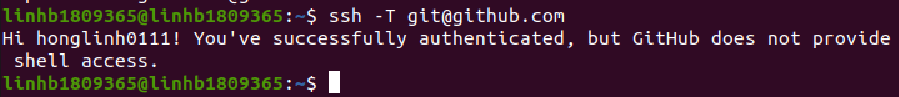 linhb1809365@linhb1809365:~$ ssh -T git@github.com
Hi honglinh0111! You've successfully authenticated, but GitHub does not provide
 shell access.
linhb1809365@linhb1809365:~$